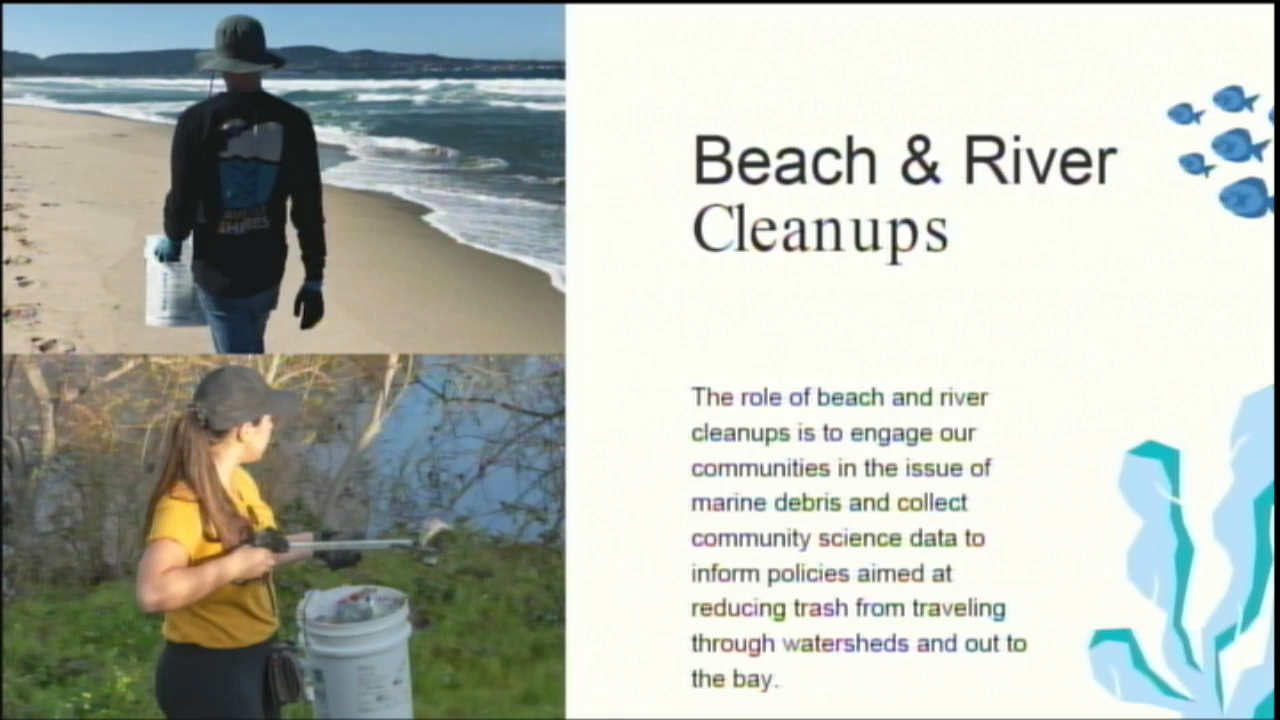 Beach & River
Cleanups
The role of beach and river
cleanups is to engage our
communities in the issue of
marine debris and collect
community science data to
inform policies aimed at
reducing trash from traveling
through watersheds and out to
the bay.